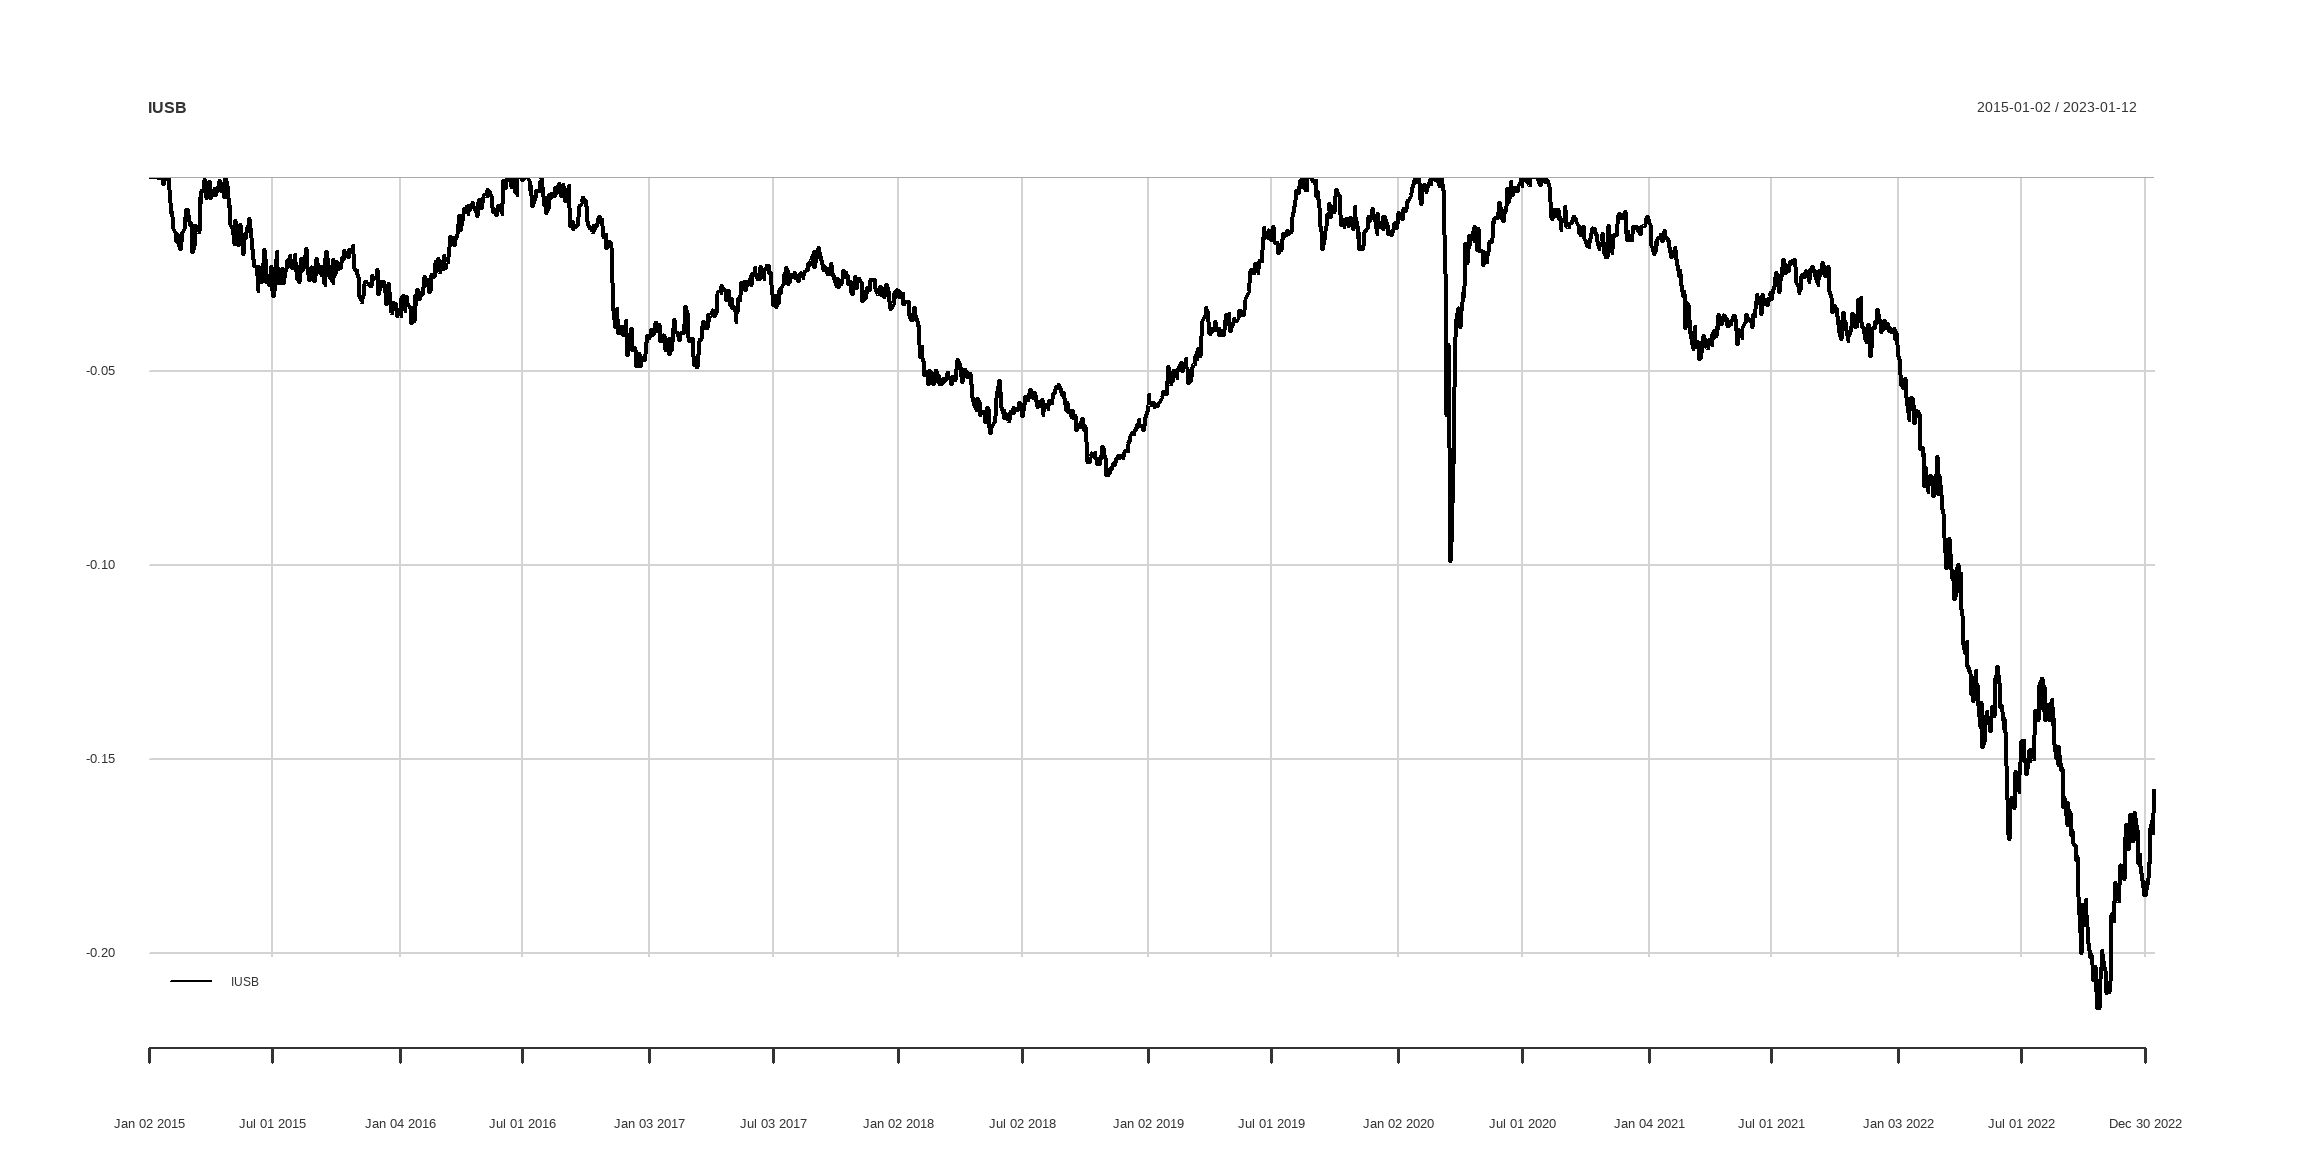 IUSB
2015-01-02 / 2023-01-12
-0.05
-0.10
-0.15
-0.20
IUSB
Jan 02 2015
Jul 01 2015
Jan 04 2016
Jul 01 2016
Jan 03 2017
Jul 03 2017
Jan 02 2018
Jul 02 2018
Jan 02 2019
Jul 01 2019
Jan 02 2020
Jul 01 2020
Jan 04 2021
Jul 01 2021
Jan 03 2022
Jul 01 2022
Dec 30 2022